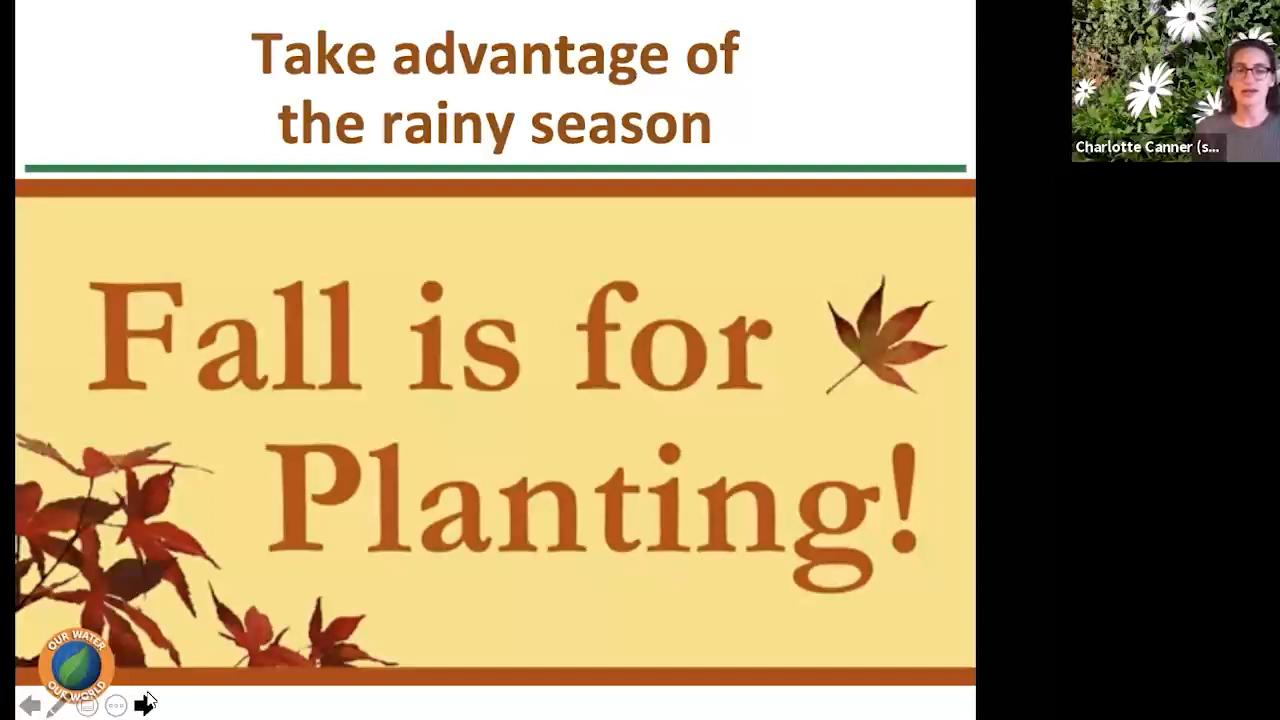 Take advantage of
the rainy season
Fall is for
Planting!
OUR WATER
OUR WORLD
Charlotte Canner (s...